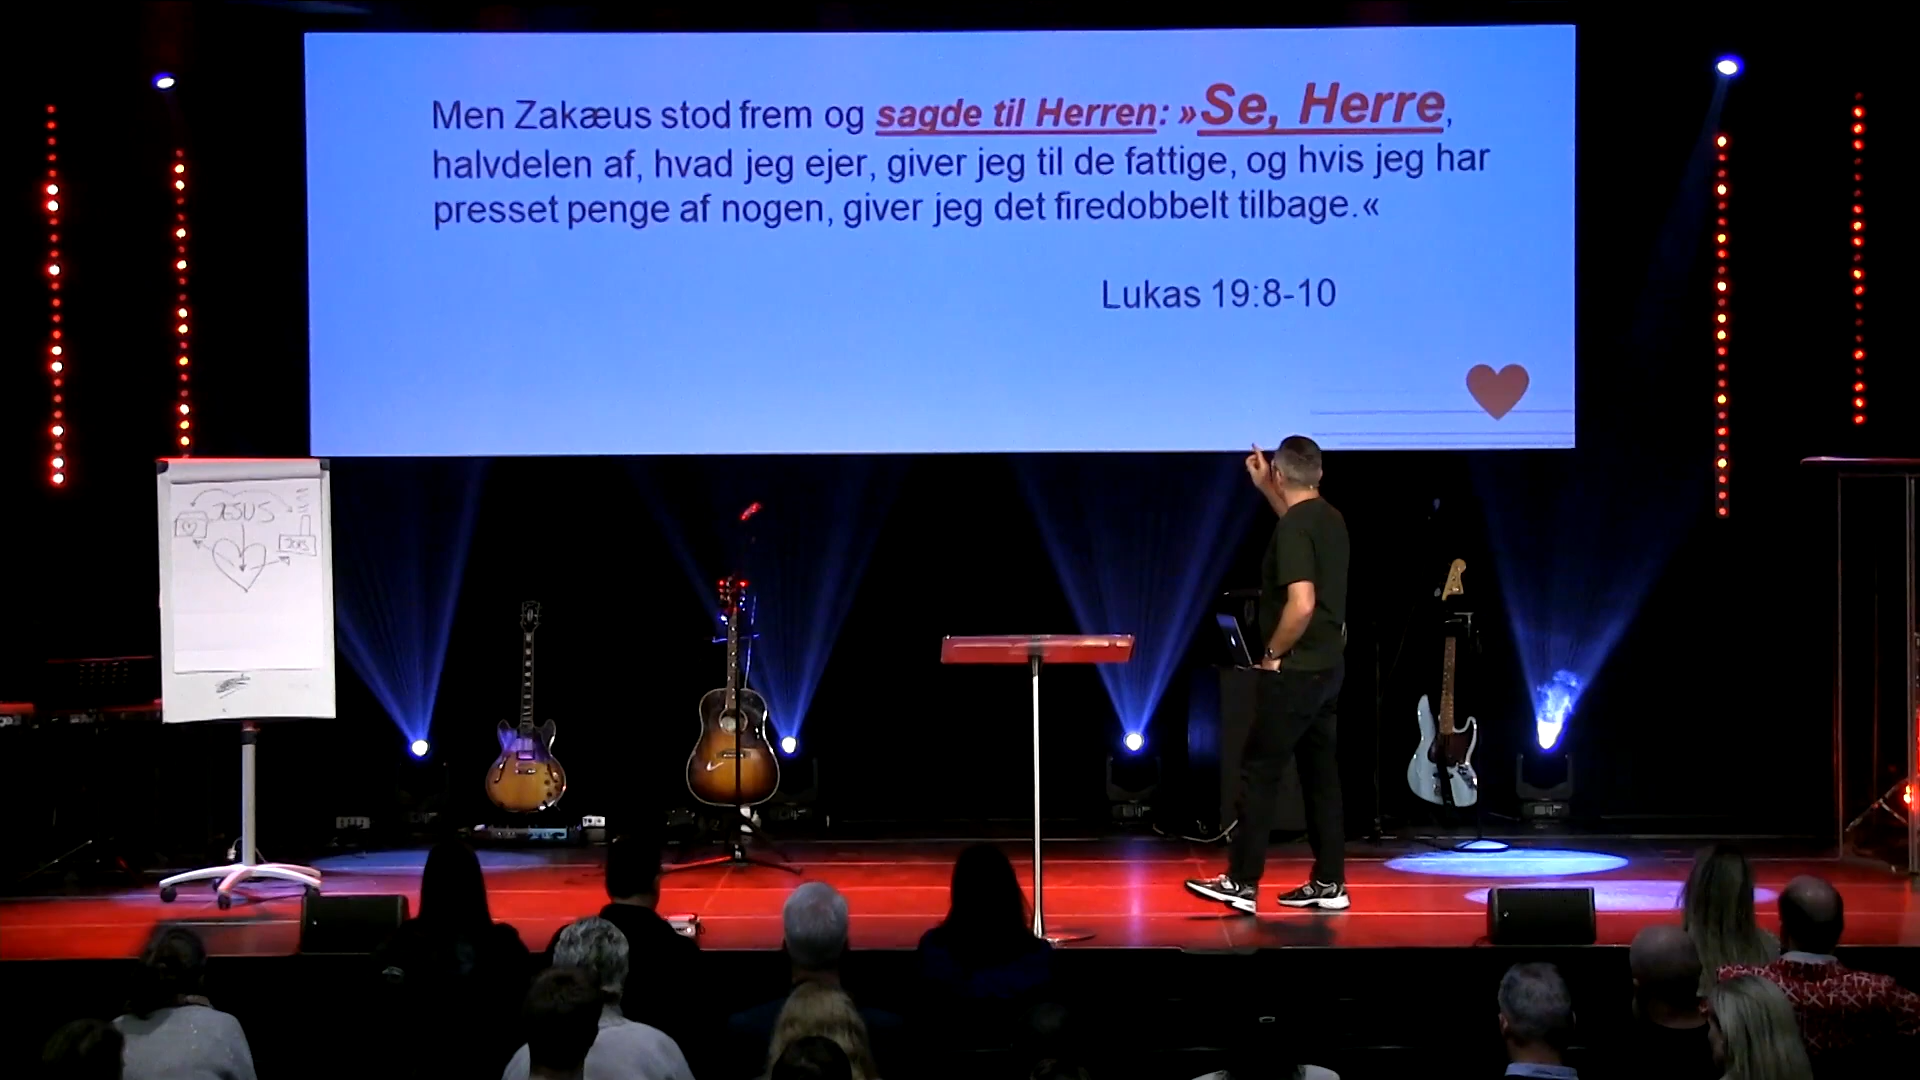 Men Zakæus stod frem og sagde til Herren: »Se, Herre,
halvdelen af, hvad jeg ejer, giver jeg til de fattige, og hvis jeg har
presset penge af nogen, giver jeg det firedobbelt tilbage.«
Lukas 19:8-10
JESUS